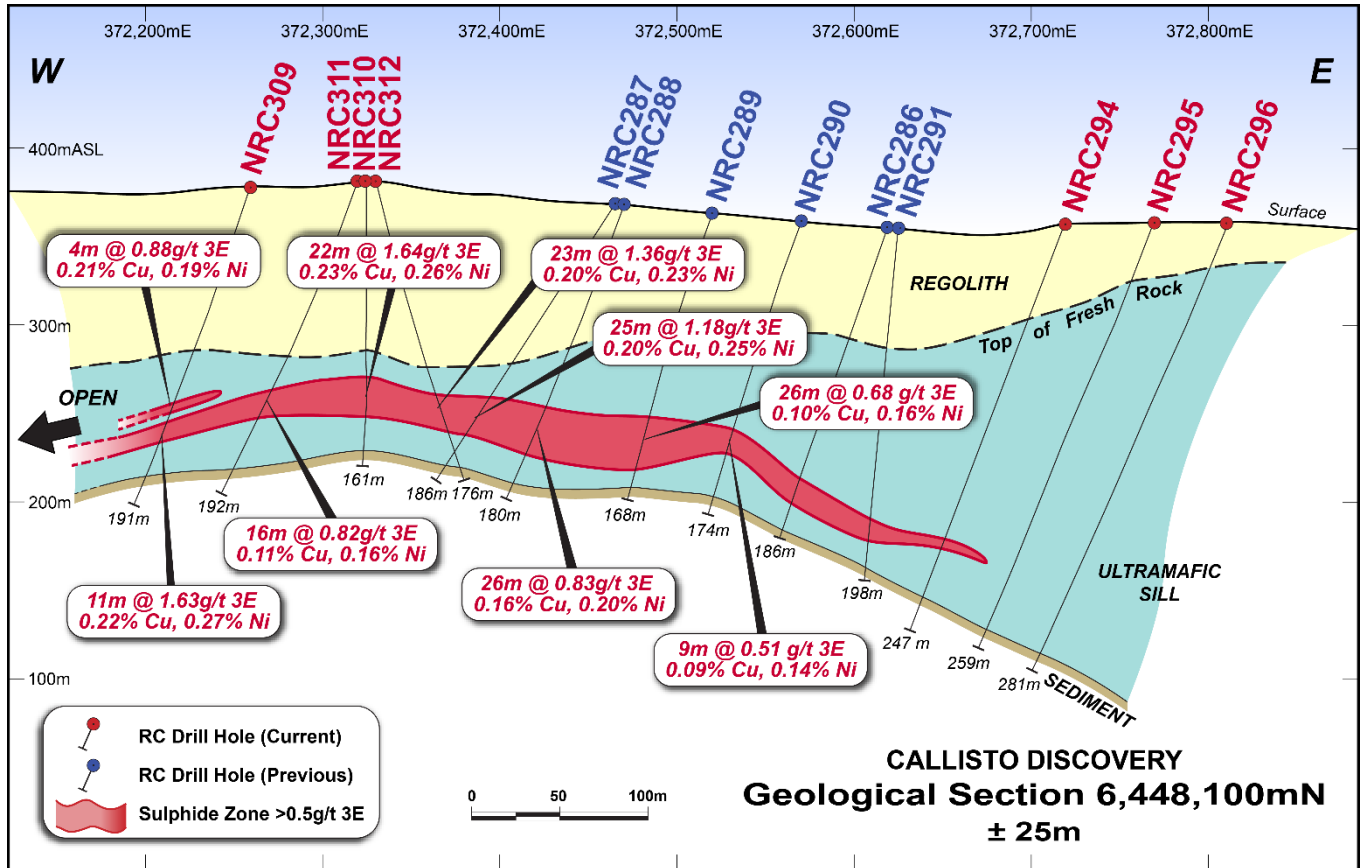 372,200mE
372,300mE
372,400mE
372,500mE
372,600mE
372,700mE
372,800mE
W
E
NRC309
NRC311
NRC310
NRC312
NRC287
NRC288
NRC289
NRC290
NRC286
NRC291
NRC294
NRC295
NRC296
400mASL
Surface
4m @ 0.88g/t 3E
0.21% Cu, 0.19% Ni
22m @ 1.64g/t 3E
0.23% Cu, 0.26% Ni
23m @ 1.36g/t 3E
0.20% Cu, 0.23% Ni
REGOLITH
Top of Fresh Rock
300m
25m @ 1.18g/t 3E
0.20% Cu, 0.25% Ni
OPEN
26m @ 0.68 g/t 3E
0.10% Cu, 0.16% Ni
200m
191m
192m
161m
186m
176m
180m
168m
174m
186m
198m
247 m
259m
281m
16m @ 0.82g/t 3E
0.11% Cu, 0.16% Ni
11m @ 1.63g/t 3E
0.22% Cu, 0.27% Ni
26m @ 0.83g/t 3E
0.16% Cu, 0.20% Ni
9m @ 0.51 g/t 3E
0.09% Cu, 0.14% Ni
ULTRAMAFIC
SILL
SEDIMENT
100m
RC Drill Hole (Current)
RC Drill Hole (Previous)
Sulphide Zone >0.5g/t 3E
0 50 100m
CALLISTO DISCOVERY
Geological Section 6,448,100mN
± 25m